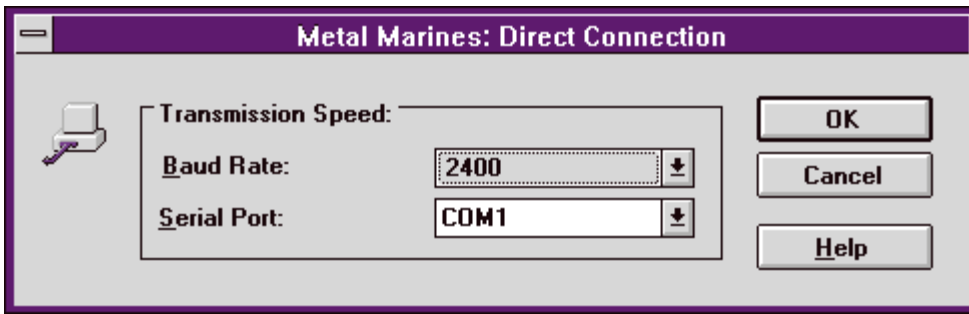 Metal Marines: Direct Connection
Transmission Speed:
Baud Rate: 2400
Serial Port: COM1
OK
Cancel
Help